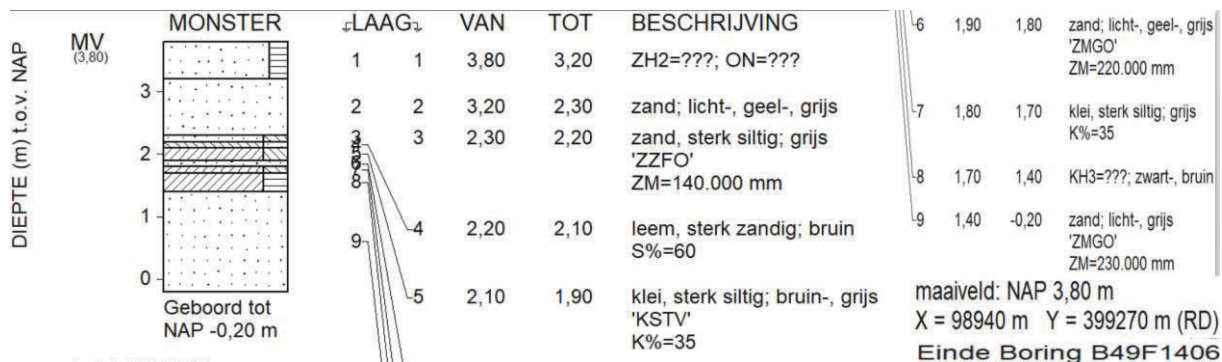 DIEPTE (m) t.o.v. NAP
MV
(3,80)
MONSTER
3
2
1
0
Geboord tot
NAP -0,20 m
LAAG VAN TOT BESCHRIJVING
1 1 3,80 3,20 ZH2=???; ON=???
2 2 3,20 2,30 zand; licht-, geel-, grijs
3 3 2,30 2,20 zand, sterk siltig; grijs
'ZZFO'
ZM=140.000 mm
4 2,20 2,10 leem, sterk zandig; bruin
S%=60
5 2,10 1,90 klei, sterk siltig; bruin-, grijs
'KSTV'
K%=35
8
9
6 1,90 1,80 zand; licht-, geel-, grijs
'ZMGO'
ZM=220.000 mm
7 1,80 1,70 klei, sterk siltig; grijs
K%=35
8 1,70 1,40 KH3=???; zwart-, bruin
9 1,40 -0,20 zand; licht-, grijs
'ZMGO'
ZM=230.000 mm
maaiveld: NAP 3,80 m
X = 98940 m Y = 399270 m (RD)
Einde Boring B49F1406